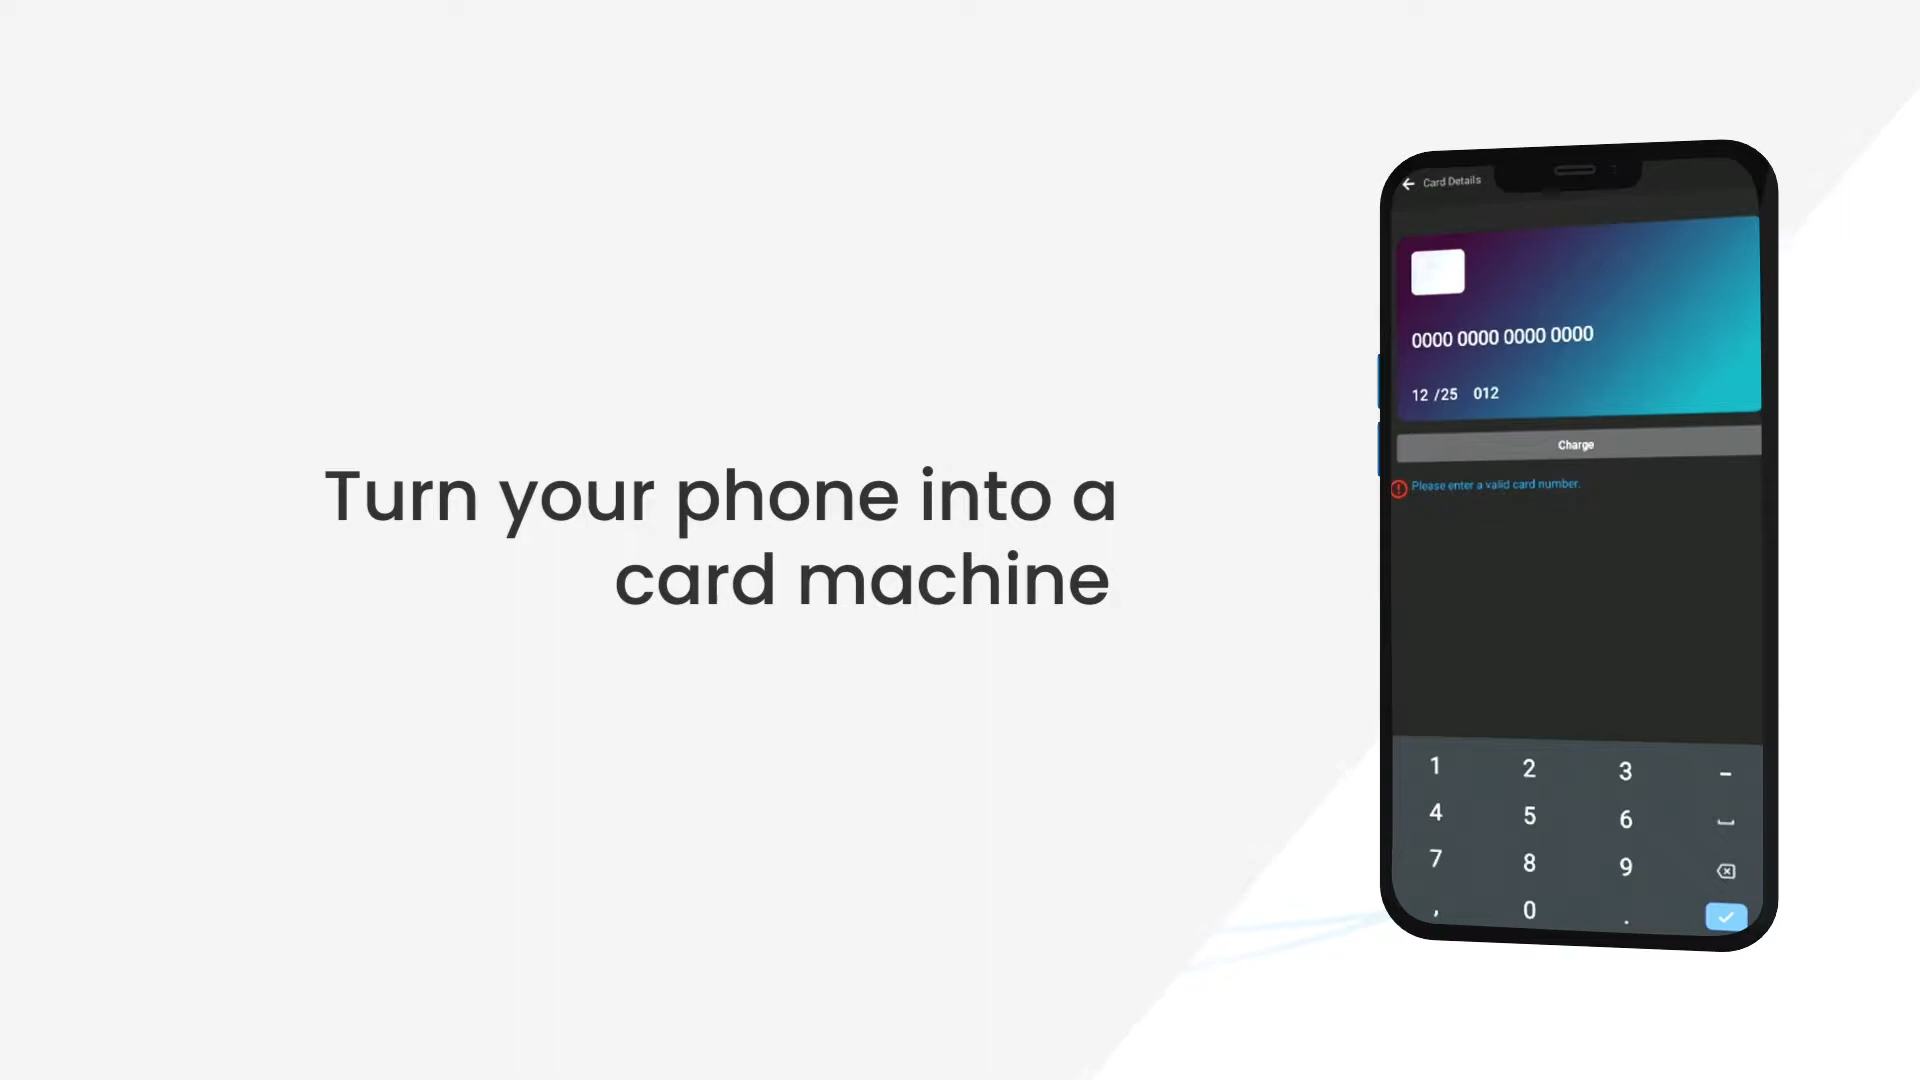 Turn your phone into a
card machine
Card Details
0000 0000 0000 0000
12 /25 012
Charge
Please enter a valid card number.
1 2 3 -
4 5 6
7 8 9
, 0 .